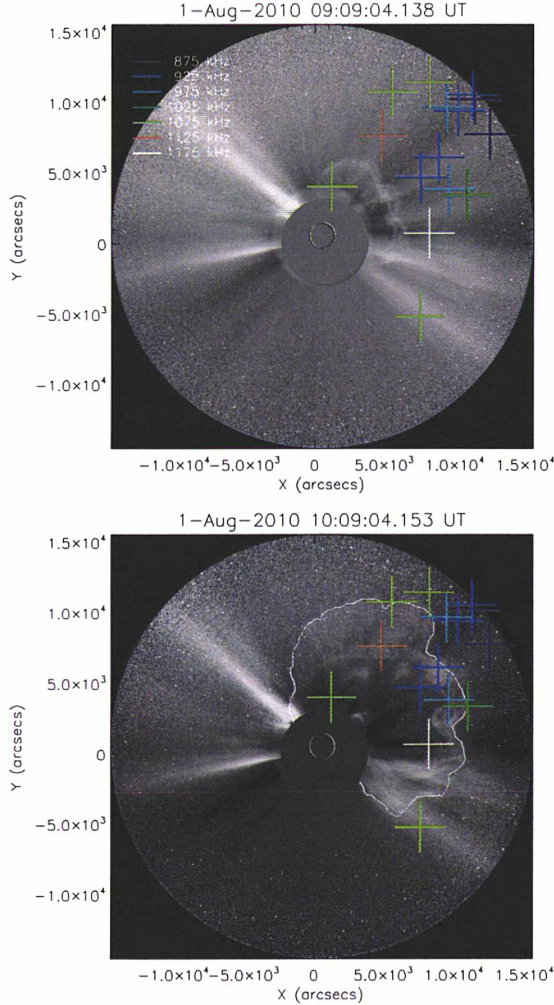 1-Aug-2010 09:09:04.138 UT
1.5×10⁴
1.0×10⁴
5.0×10³
0
−5.0×10³
−1.0×10⁴
Y (arcsecs)
875 kHz
925 kHz
975 kHz
1025 kHz
1075 kHz
1125 kHz
1175 kHz
−1.0×10⁴ −5.0×10³ 0 5.0×10³ 1.0×10⁴ 1.5×10⁴
X (arcsecs)
1-Aug-2010 10:09:04.153 UT
1.5×10⁴
1.0×10⁴
5.0×10³
0
−5.0×10³
−1.0×10⁴
Y (arcsecs)
−1.0×10⁴ −5.0×10³ 0 5.0×10³ 1.0×10⁴ 1.5×10⁴
X (arcsecs)